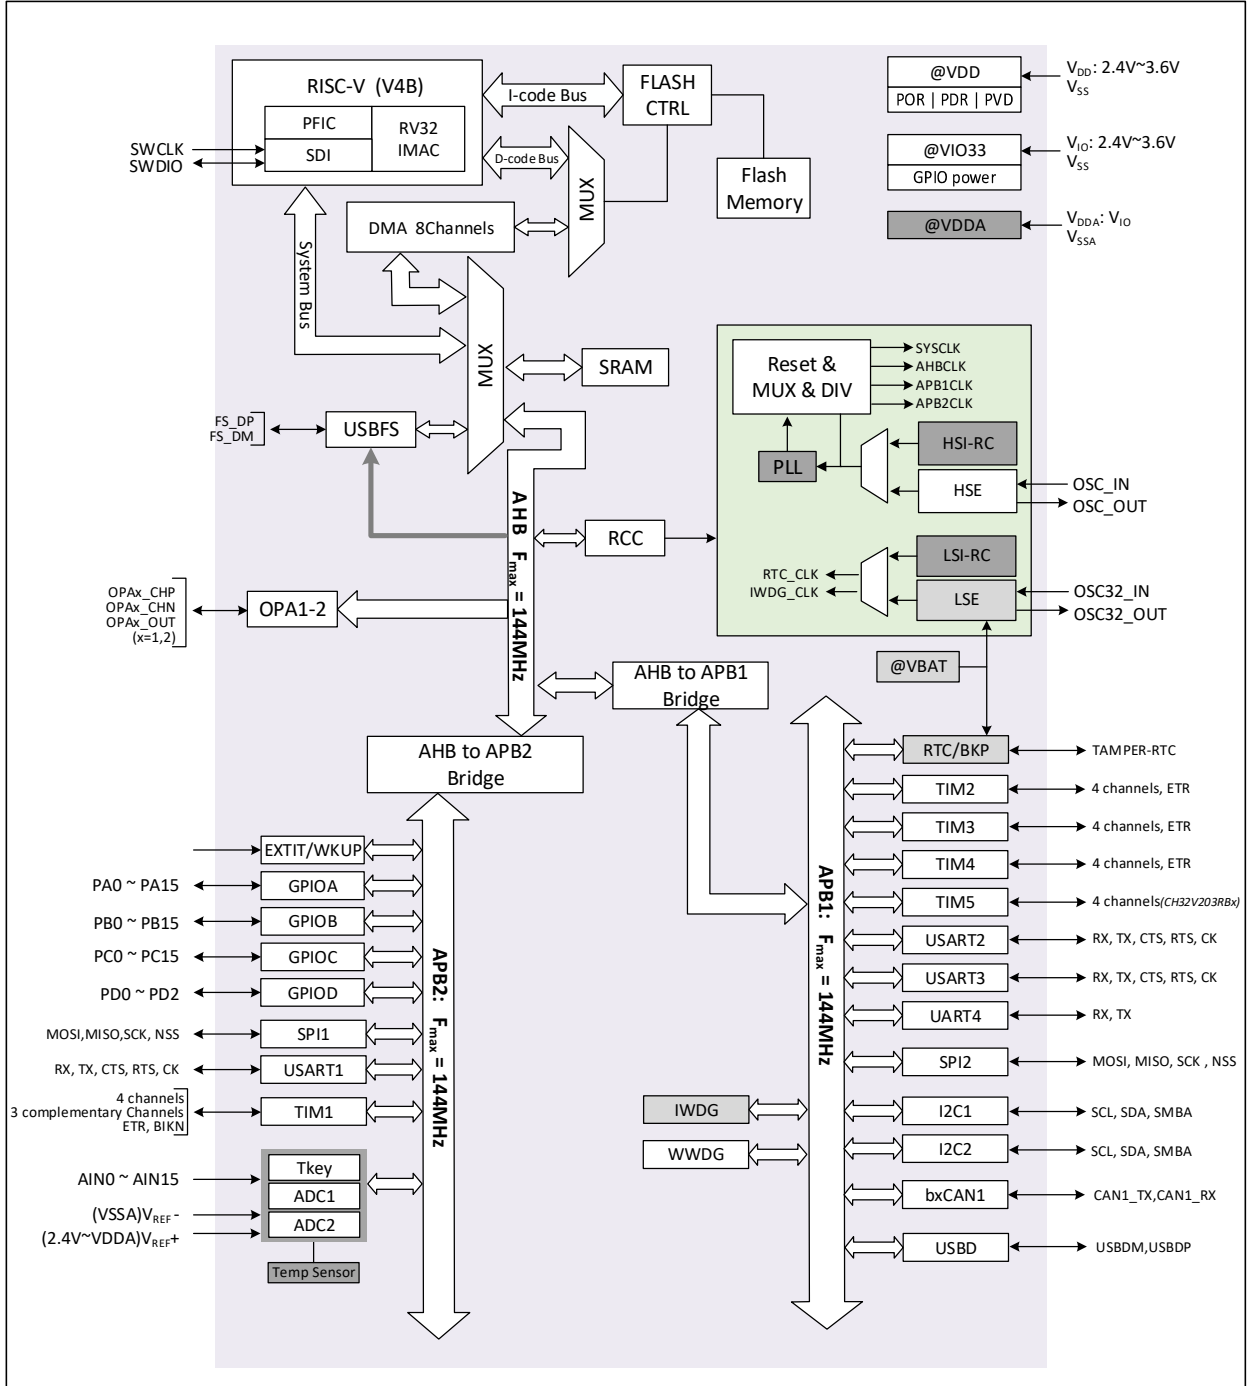 RISC-V (V4B)
PFIC
SDI
RV32
IMAC
SWCLK
SWDIO
I-code Bus
D-code Bus
FLASH
CTRL
Flash
Memory
MUX
DMA 8Channels
System Bus
MUX
SRAM
FS_DP
FS_DM
USBFS
@VDD
POR | PDR | PVD
VDD: 2.4V~3.6V
VSS
@VIO33
GPIO power
VIO: 2.4V~3.6V
VSS
@VDDA
VDDA: VIO
VSSA
Reset &
MUX & DIV
SYSCLK
AHBCLK
APB1CLK
APB2CLK
PLL
HSI-RC
HSE
OSC_IN
OSC_OUT
RTC_CLK
IWDG_CLK
LSI-RC
LSE
OSC32_IN
OSC32_OUT
@VBAT
AHB Fmax = 144MHz
RCC
OPAx_CHP
OPAx_CHN
OPAx_OUT
(x=1,2)
OPA1-2
AHB to APB1
Bridge
AHB to APB2
Bridge
EXTIT/WKUP
PA0 ~ PA15
GPIOA
PB0 ~ PB15
GPIOB
PC0 ~ PC15
GPIOC
PD0 ~ PD2
GPIOD
MOSI,MISO,SCK, NSS
SPI1
RX, TX, CTS, RTS, CK
USART1
4 channels
3 complementary Channels
ETR, BIKN
TIM1
AIN0 ~ AIN15
(VSSA)VREF -
(2.4V~VDDA)VREF+
Tkey
ADC1
ADC2
Temp Sensor
APB2: Fmax = 144MHz
IWDG
WWDG
APB1: Fmax = 144MHz
RTC/BKP
TAMPER-RTC
TIM2
4 channels, ETR
TIM3
4 channels, ETR
TIM4
4 channels, ETR
TIM5
4 channels(CH32V203RBx)
USART2
RX, TX, CTS, RTS, CK
USART3
RX, TX, CTS, RTS, CK
UART4
RX, TX
SPI2
MOSI, MISO, SCK , NSS
I2C1
SCL, SDA, SMBA
I2C2
SCL, SDA, SMBA
bxCAN1
CAN1_TX,CAN1_RX
USBD
USBDM,USBDP